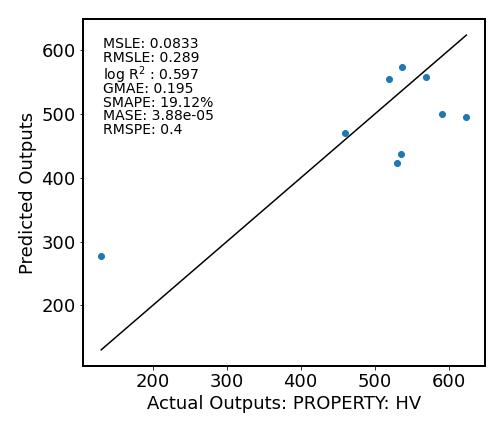 600
500
400
300
200
Predicted Outputs
MSLE: 0.0833
RMSLE: 0.289
log R² : 0.597
GMAE: 0.195
SMAPE: 19.12%
MASE: 3.88e-05
RMSPE: 0.4
200 300 400 500 600
Actual Outputs: PROPERTY: HV